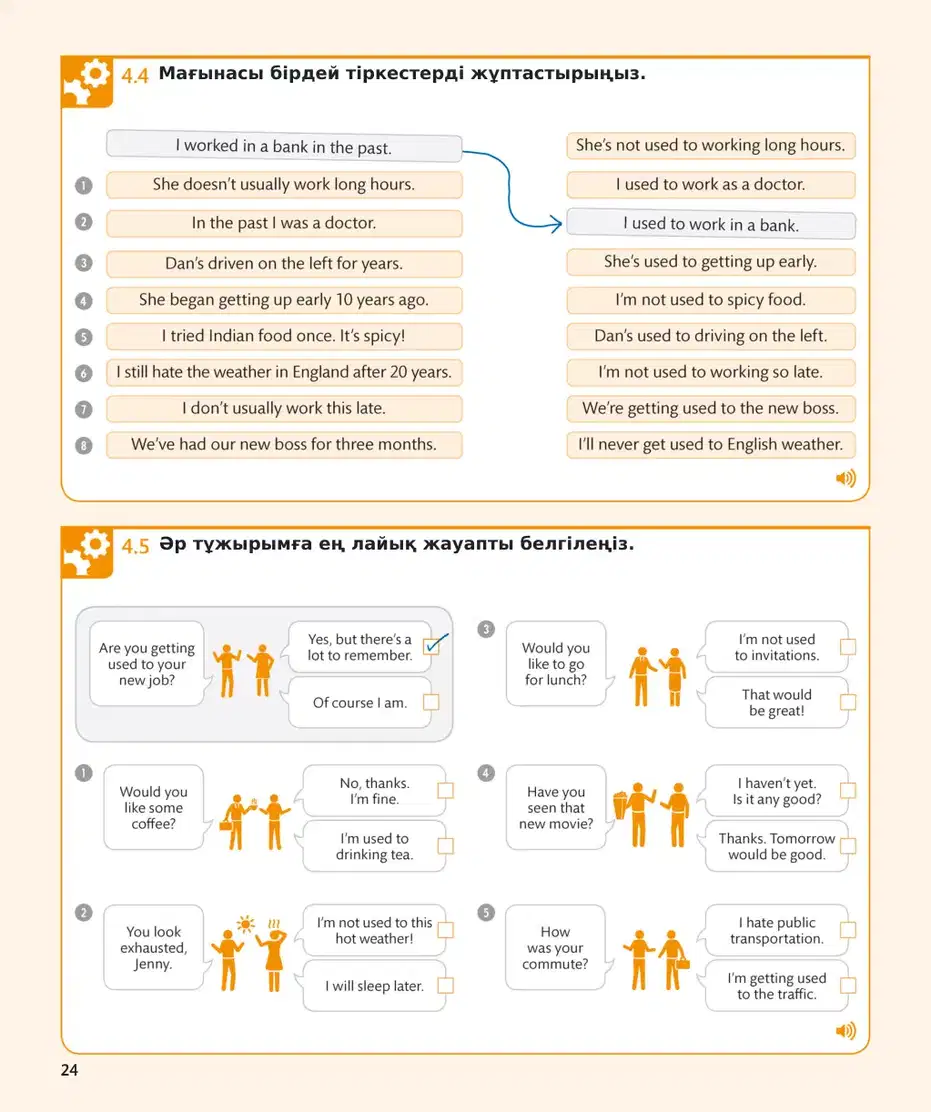 4.4 Мағынасы бірдей тіркестерді жұптастырыңыз.
I worked in a bank in the past.
She's not used to working long hours.
1 She doesn't usually work long hours.
I used to work as a doctor.
2 In the past I was a doctor.
I used to work in a bank.
3 Dan's driven on the left for years.
She's used to getting up early.
4 She began getting up early 10 years ago.
I'm not used to spicy food.
5 I tried Indian food once. It's spicy!
Dan's used to driving on the left.
6 I still hate the weather in England after 20 years.
I'm not used to working so late.
7 I don't usually work this late.
We're getting used to the new boss.
8 We've had our new boss for three months.
I'll never get used to English weather.
4.5 Әр тұжырымға ең лайық жауапты белгілеңіз.
Are you getting
used to your
new job?
Yes, but there's a
lot to remember.
Of course I am.
1
Would you
like some
coffee?
No, thanks.
I'm fine.
I'm used to
drinking tea.
2
You look
exhausted,
Jenny.
I'm not used to this
hot weather!
I will sleep later.
3
Would you
like to go
for lunch?
I'm not used
to invitations.
That would
be great!
4
Have you
seen that
new movie?
I haven't yet.
Is it any good?
Thanks. Tomorrow
would be good.
5
How
was your
commute?
I hate public
transportation.
I'm getting used
to the traffic.
24